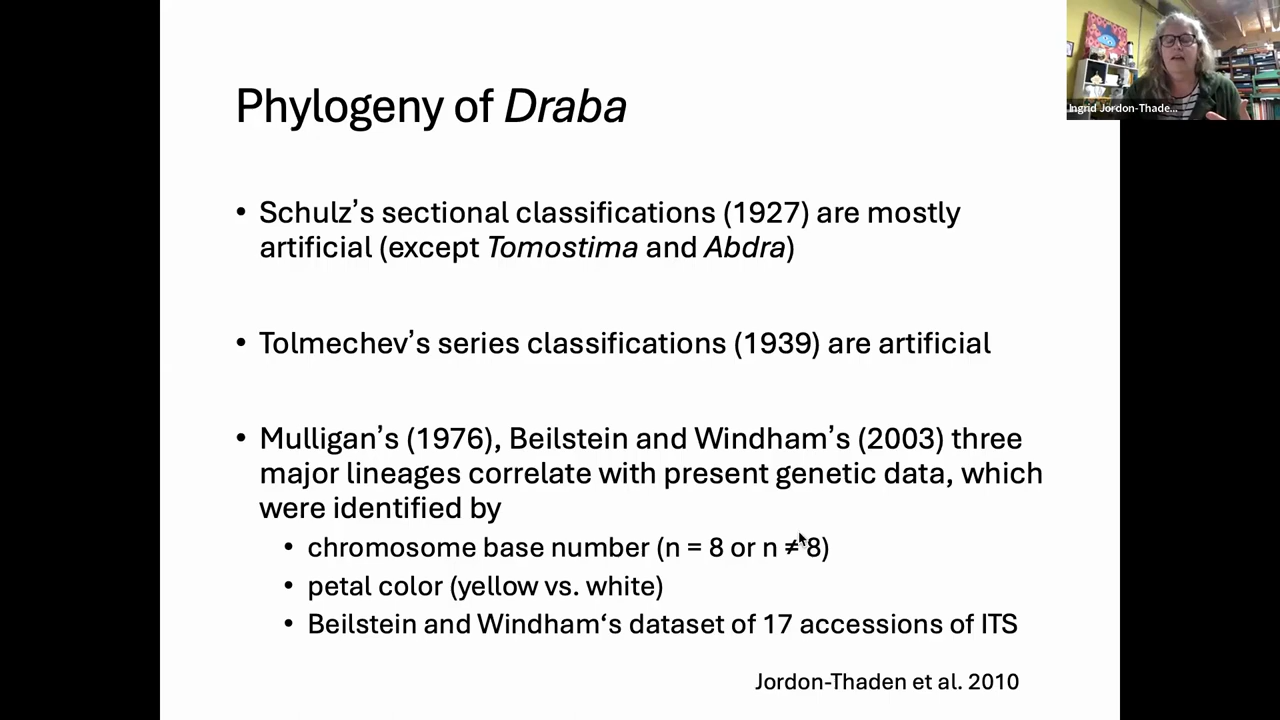 Phylogeny of Draba
• Schulz’s sectional classifications (1927) are mostly
artificial (except Tomostima and Abdra)
• Tolmechev’s series classifications (1939) are artificial
• Mulligan’s (1976), Beilstein and Windham’s (2003) three
major lineages correlate with present genetic data, which
were identified by
• chromosome base number (n = 8 or n ≠ 8)
• petal color (yellow vs. white)
• Beilstein and Windham‘s dataset of 17 accessions of ITS
Jordon-Thaden et al. 2010
Ingrid Jordon-Thade...